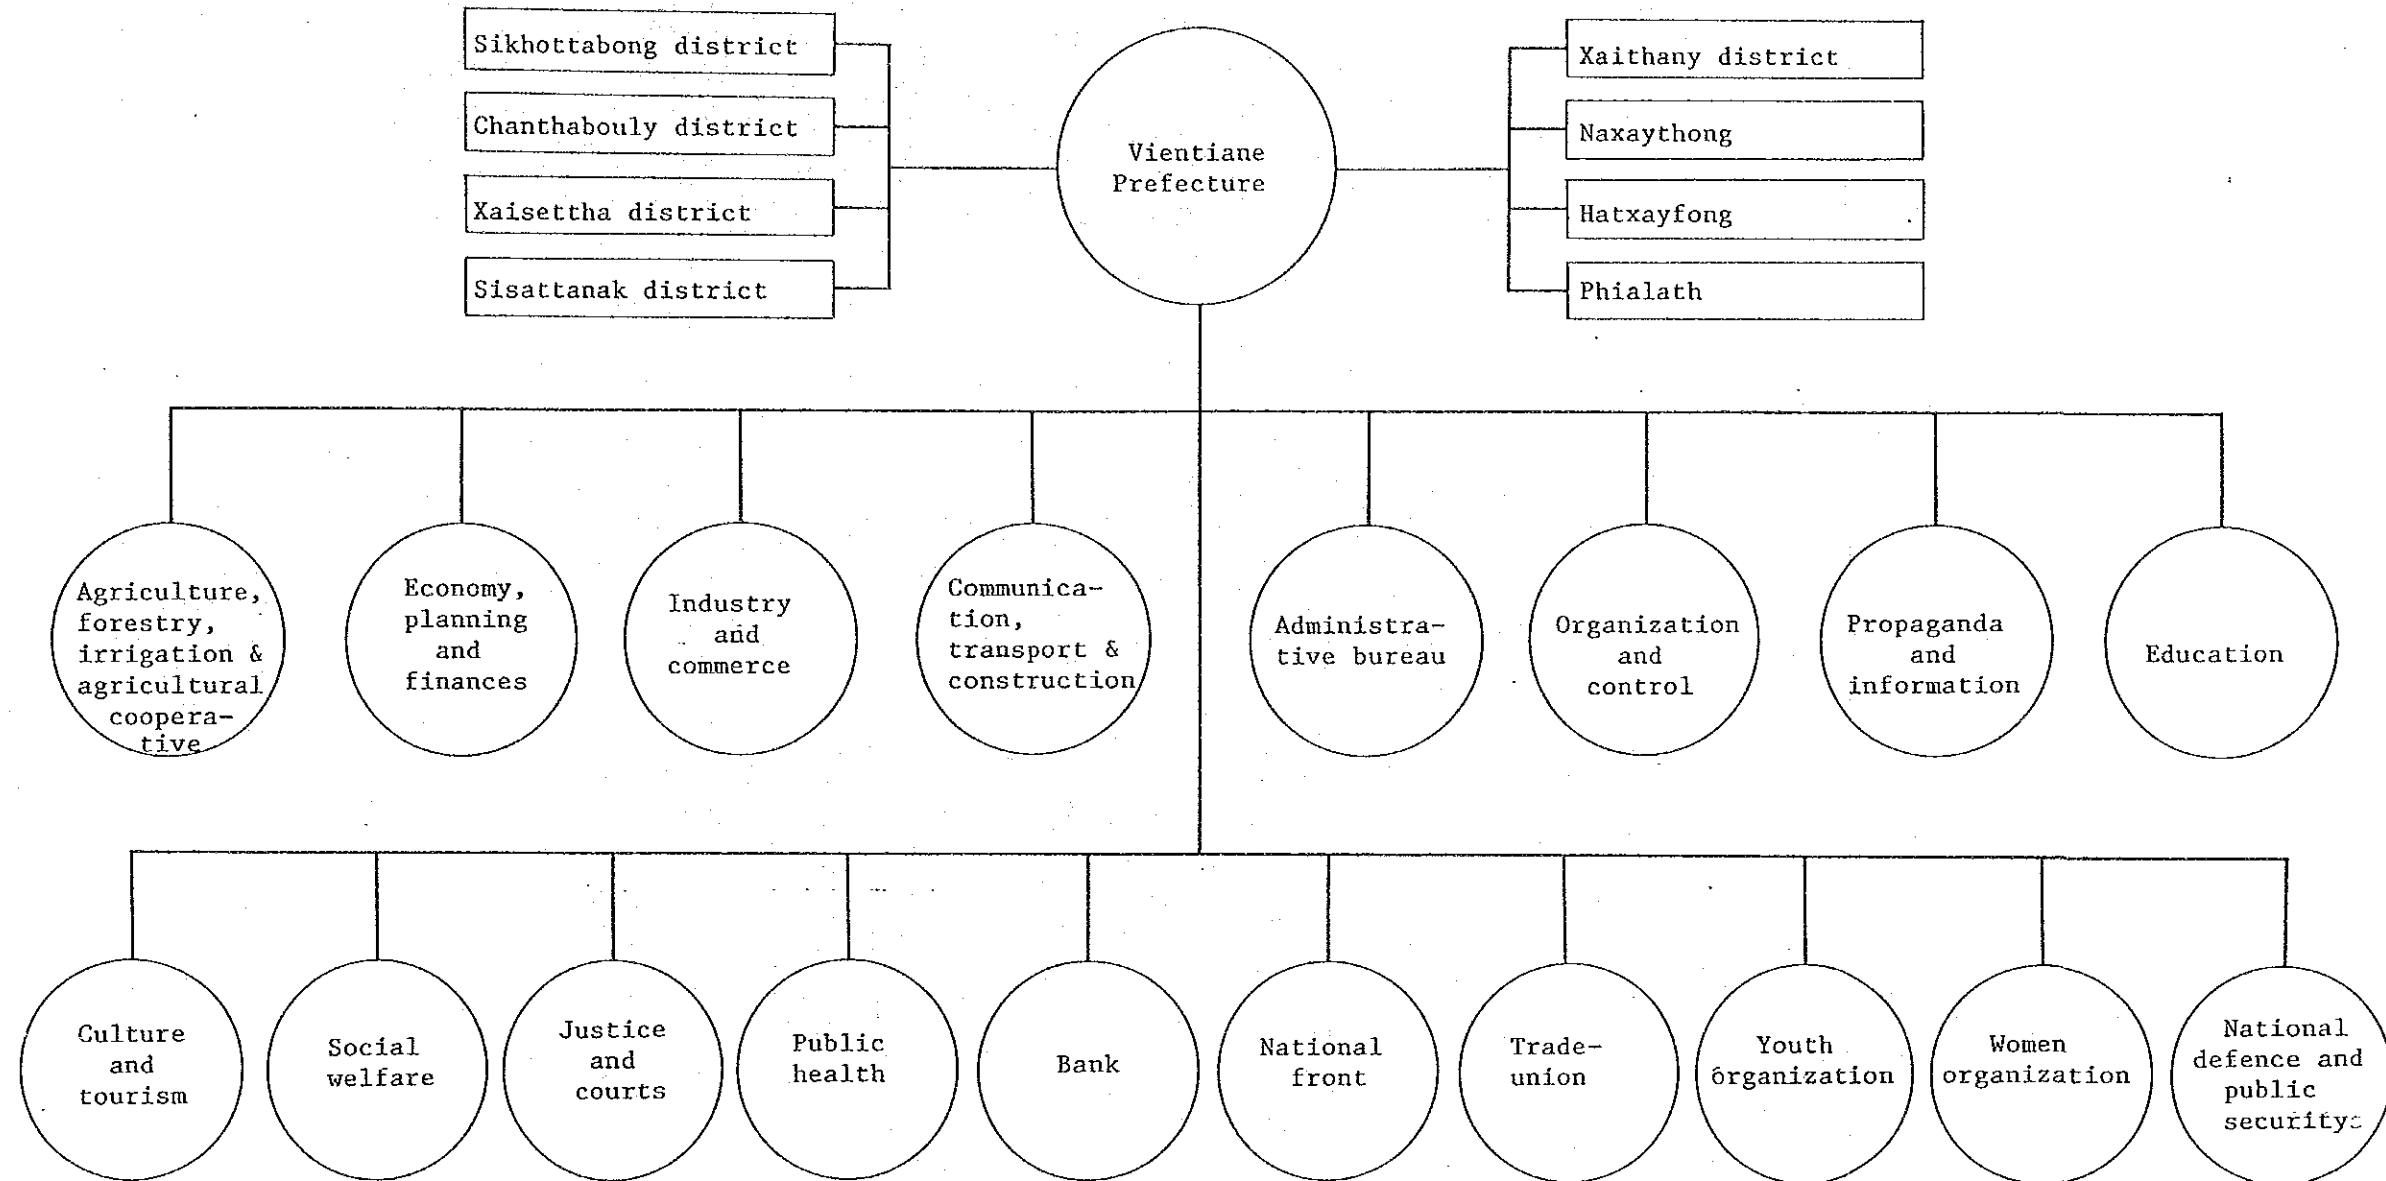 Sikhottabong district
Chanthabouly district
Xaisettha district
Sisattanak district
Vientiane
Prefecture
Xaithany district
Naxaythong
Hatxayfong
Phialath
Agriculture,
forestry,
irrigation &
agricultural
coopera-
tive
Economy,
planning
and
finances
Industry
and
commerce
Communica-
tion,
transport &
construction
Administra-
tive bureau
Organization
and
control
Propaganda
and
information
Education
Culture
and
tourism
Social
welfare
Justice
and
courts
Public
health
Bank
National
front
Trade-
union
Youth
organization
Women
organization
National
defence and
public
security